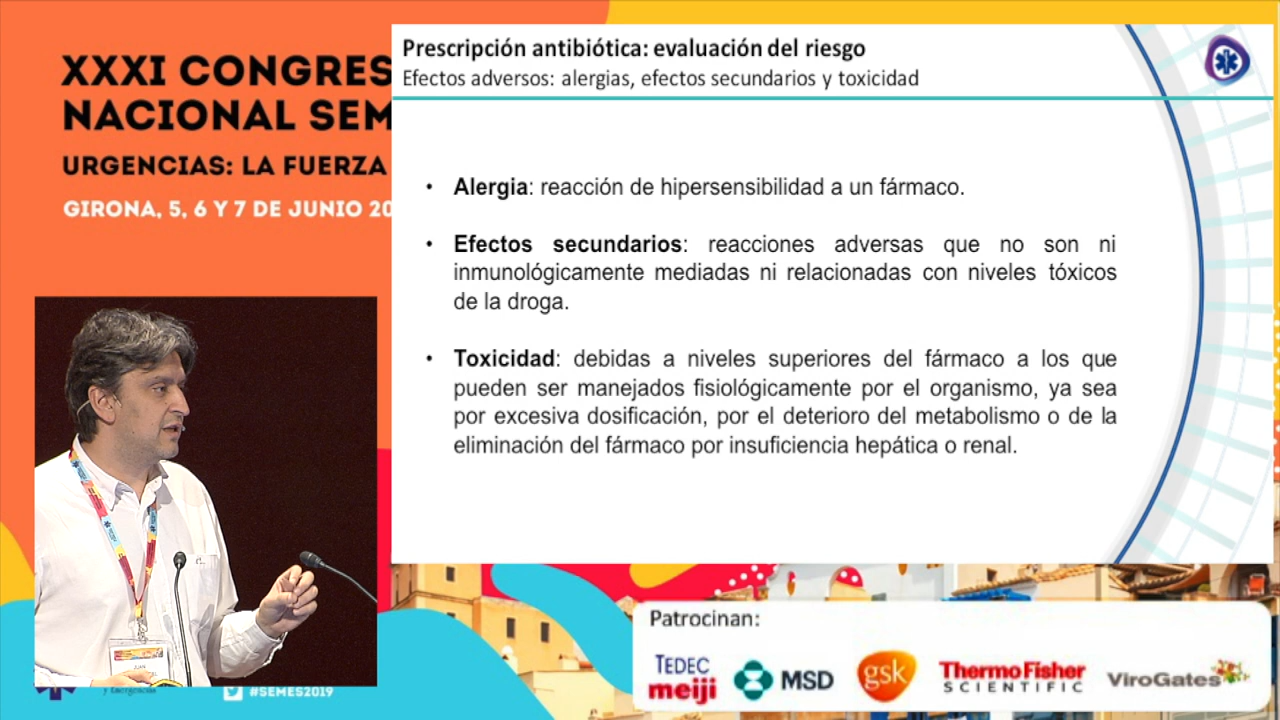 XXXI CONGRES
NACIONAL SEM
URGENCIAS: LA FUERZA
GIRONA, 5, 6 Y 7 DE JUNIO 20
Prescripción antibiótica: evaluación del riesgo
Efectos adversos: alergias, efectos secundarios y toxicidad
• Alergia: reacción de hipersensibilidad a un fármaco.
• Efectos secundarios: reacciones adversas que no son ni
inmunológicamente mediadas ni relacionadas con niveles tóxicos
de la droga.
• Toxicidad: debidas a niveles superiores del fármaco a los que
pueden ser manejados fisiológicamente por el organismo, ya sea
por excesiva dosificación, por el deterioro del metabolismo o de la
eliminación del fármaco por insuficiencia hepática o renal.
JUAN
y Emergencias
#SEMES2019
Patrocinan:
TEDEC
meiji
MSD
gsk
ThermoFisher
SCIENTIFIC
ViroGates